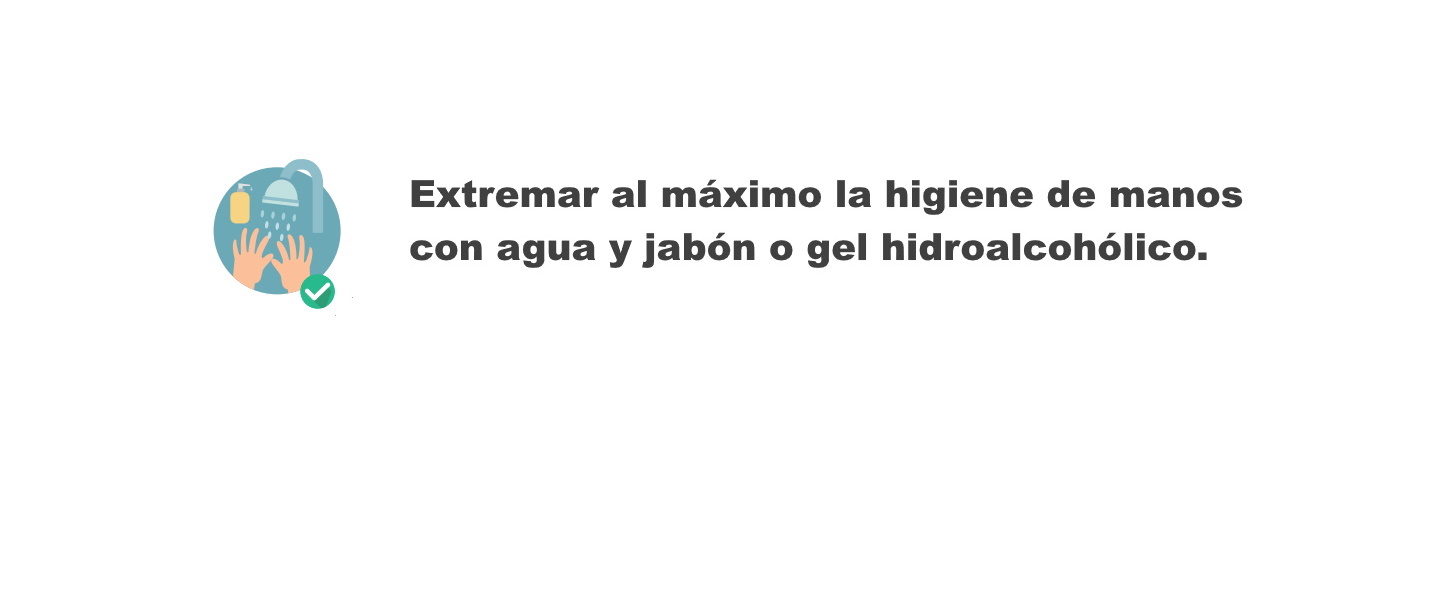 Extremar al máximo la higiene de manos
con agua y jabón o gel hidroalcohólico.